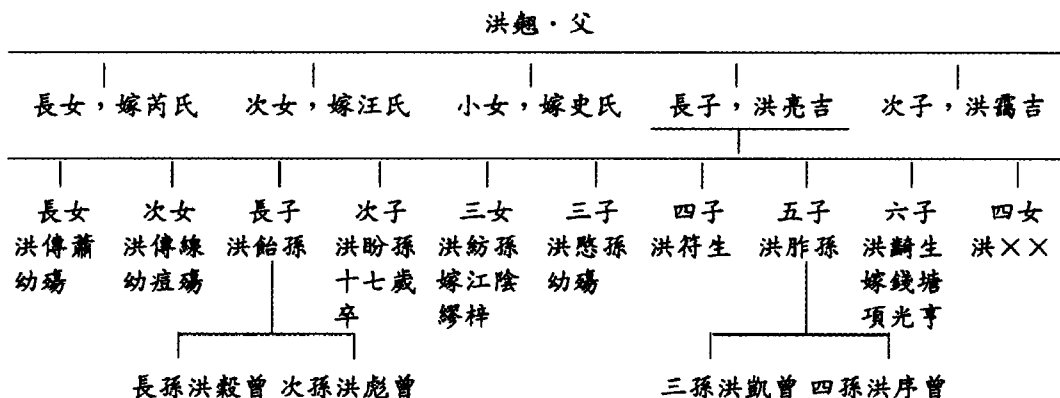 洪翹·父
長女,嫁芮氏 次女,嫁汪氏 小女,嫁史氏 長子,洪亮吉 次子,洪靄吉
長女 次女 長子 次子 三女 三子 四子 五子 六子 四女
洪傳蕭 洪傳線 洪飴孫 洪盼孫 洪紡孫 洪愍孫 洪符生 洪胙孫 洪齮生 洪××
幼殤 幼痘殤 十七歲 嫁江陰 幼殤 嫁錢塘
卒 繆梓 項光亨
長孫洪穀曾 次孫洪彪曾 三孫洪凱曾 四孫洪序曾